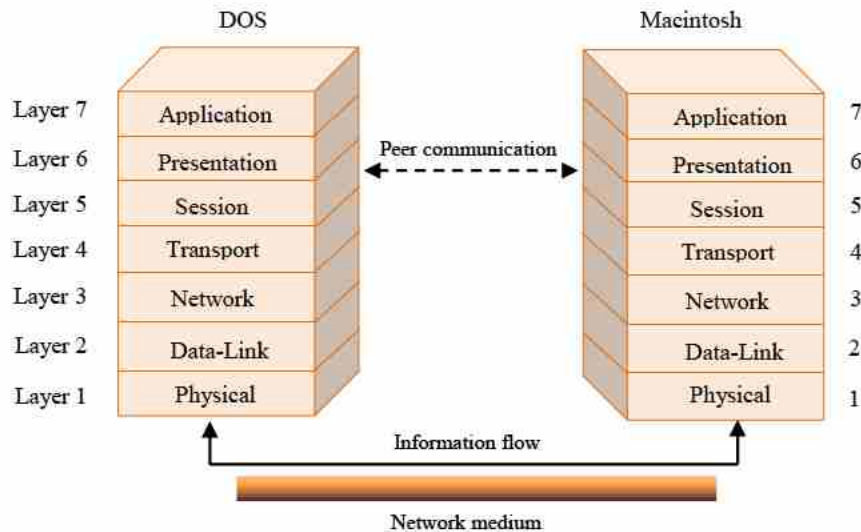 DOS Macintosh
Layer 7 Application Application 7
Peer communication
Layer 6 Presentation Presentation 6
Layer 5 Session Session 5
Layer 4 Transport Transport 4
Layer 3 Network Network 3
Layer 2 Data-Link Data-Link 2
Layer 1 Physical Physical 1
Information flow
Network medium